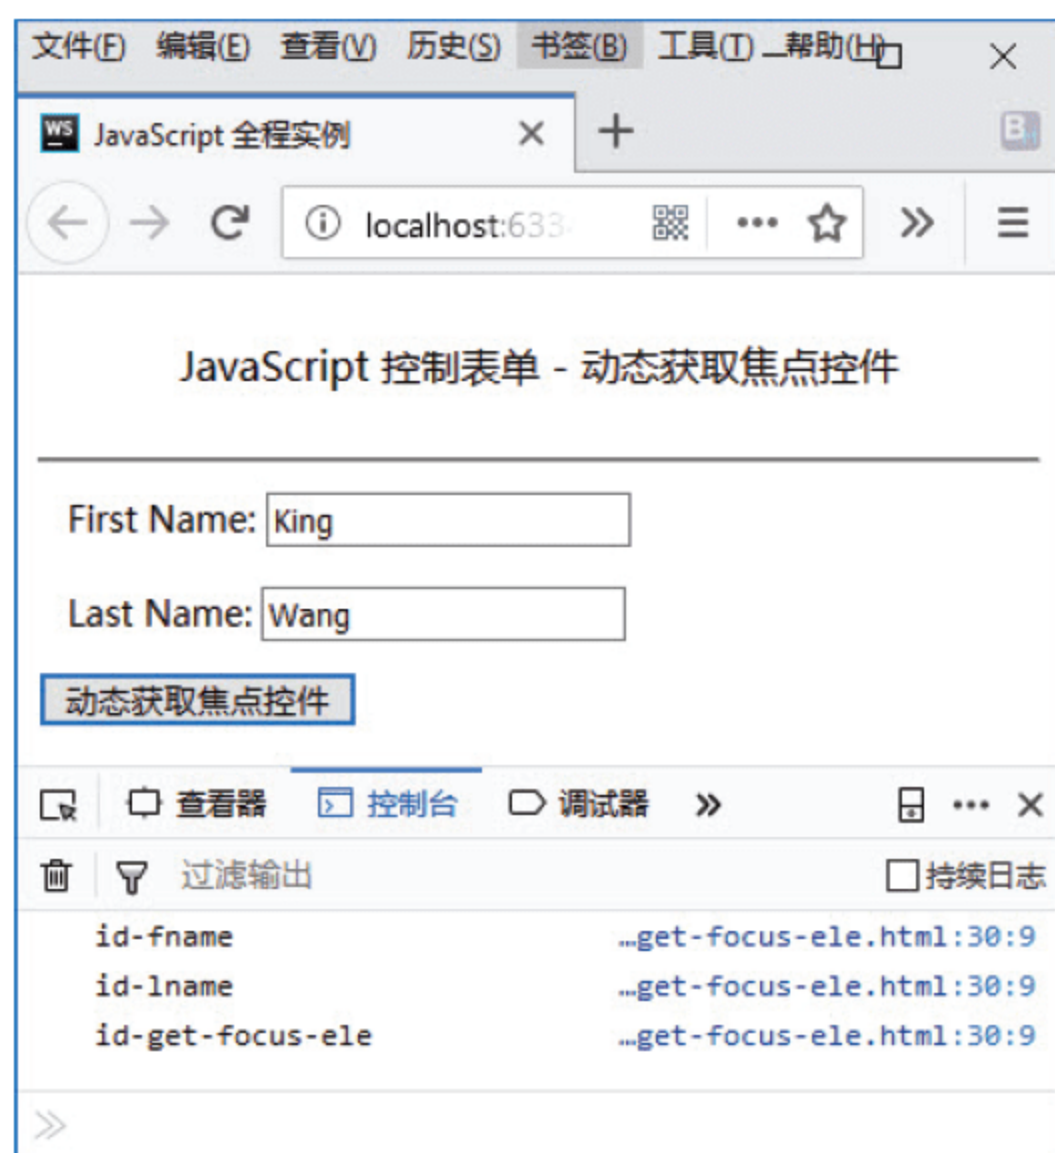 文件(F) 编辑(E) 查看(V) 历史(S) 书签(B) 工具(T) 帮助(H)
WS JavaScript 全程实例
localhost:633
JavaScript 控制表单 - 动态获取焦点控件
First Name: King
Last Name: Wang
动态获取焦点控件
查看器 控制台 调试器
过滤输出 持续日志
id-fname …get-focus-ele.html:30:9
id-lname …get-focus-ele.html:30:9
id-get-focus-ele …get-focus-ele.html:30:9